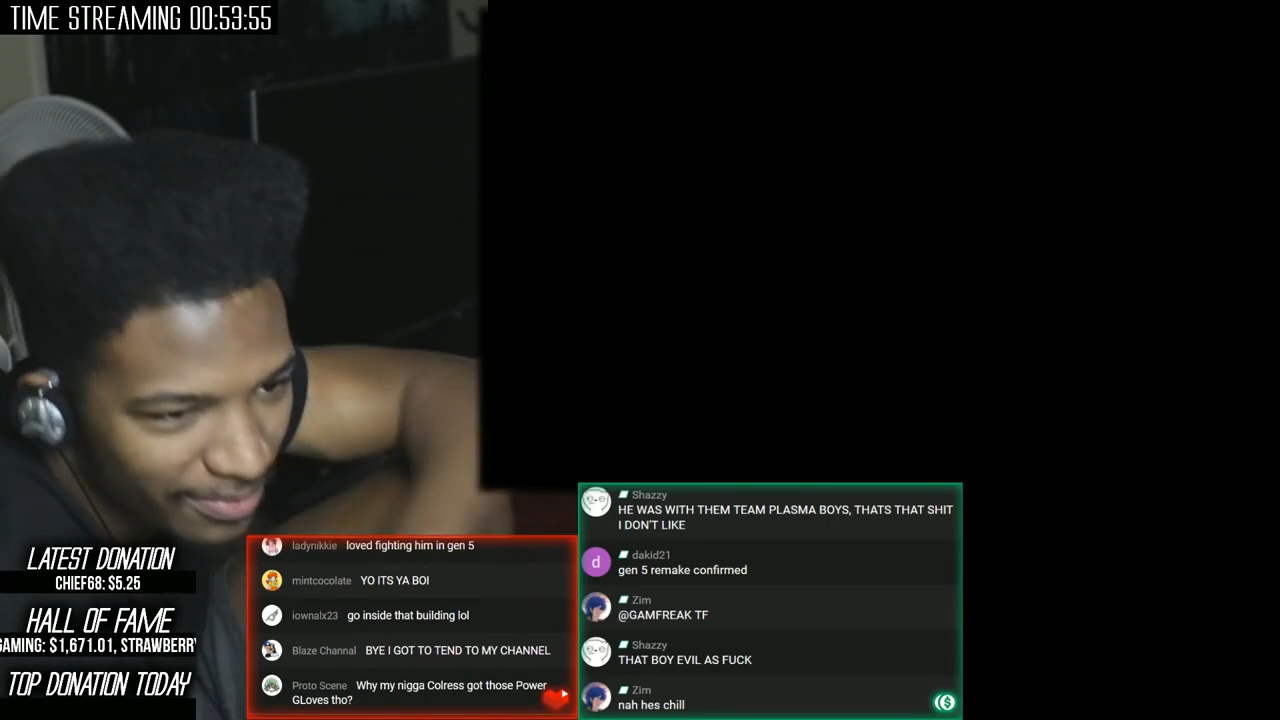 TIME STREAMING 00:53:55
LATEST DONATION
CHIEF68: $5.25
HALL OF FAME
GAMING: $1,671.01, STRAWBERRY
TOP DONATION TODAY
ladynikkie loved fighting him in gen 5
mintcocolate YO ITS YA BOI
iownalx23 go inside that building lol
Blaze Channal BYE I GOT TO TEND TO MY CHANNEL
Proto Scene Why my nigga Colress got those Power
GLoves tho?
Shazzy
HE WAS WITH THEM TEAM PLASMA BOYS, THATS THAT SHIT
I DON'T LIKE
d
dakid21
gen 5 remake confirmed
Zim
@GAMFREAK TF
Shazzy
THAT BOY EVIL AS FUCK
Zim
nah hes chill